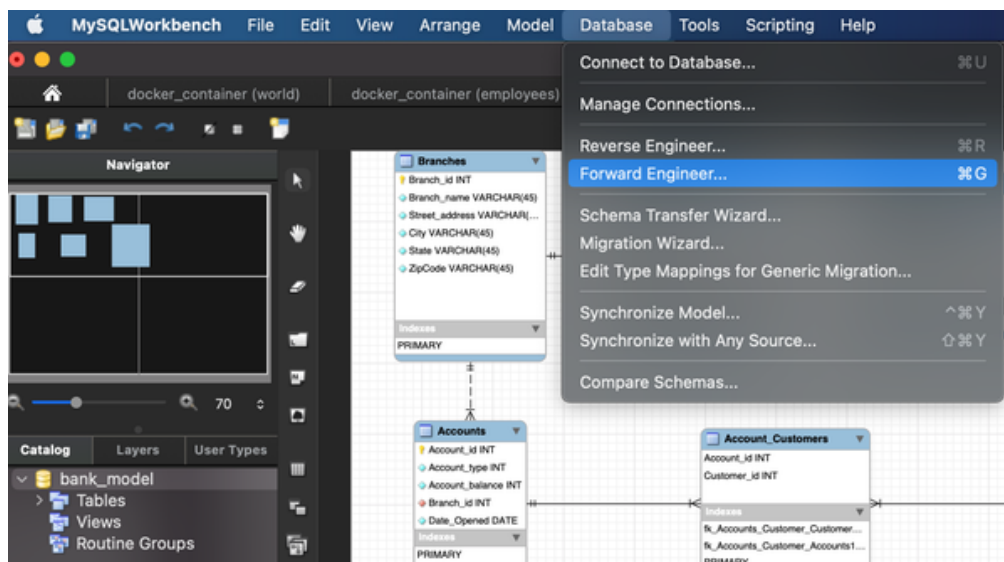 MySQLWorkbench File Edit View Arrange Model Database Tools Scripting Help
docker_container (world) docker_container (employees)
Connect to Database... ⌘U
Manage Connections...
Reverse Engineer... ⌘R
Forward Engineer... ⌘G
Schema Transfer Wizard...
Migration Wizard...
Edit Type Mappings for Generic Migration...
Synchronize Model... ^⌘Y
Synchronize with Any Source... ⇧⌘Y
Compare Schemas...
Navigator
70
Catalog Layers User Types
bank_model
Tables
Views
Routine Groups
Branches
Branch_id INT
Branch_name VARCHAR(45)
Street_address VARCHAR(...
City VARCHAR(45)
State VARCHAR(45)
ZipCode VARCHAR(45)
Indexes
PRIMARY
Accounts
Account_id INT
Account_type INT
Account_balance INT
Branch_id INT
Date_Opened DATE
Indexes
PRIMARY
Account_Customers
Account_id INT
Customer_id INT
Indexes
fk_Accounts_Customer_Customer...
fk_Accounts_Customer_Accounts1...
PRIMARY